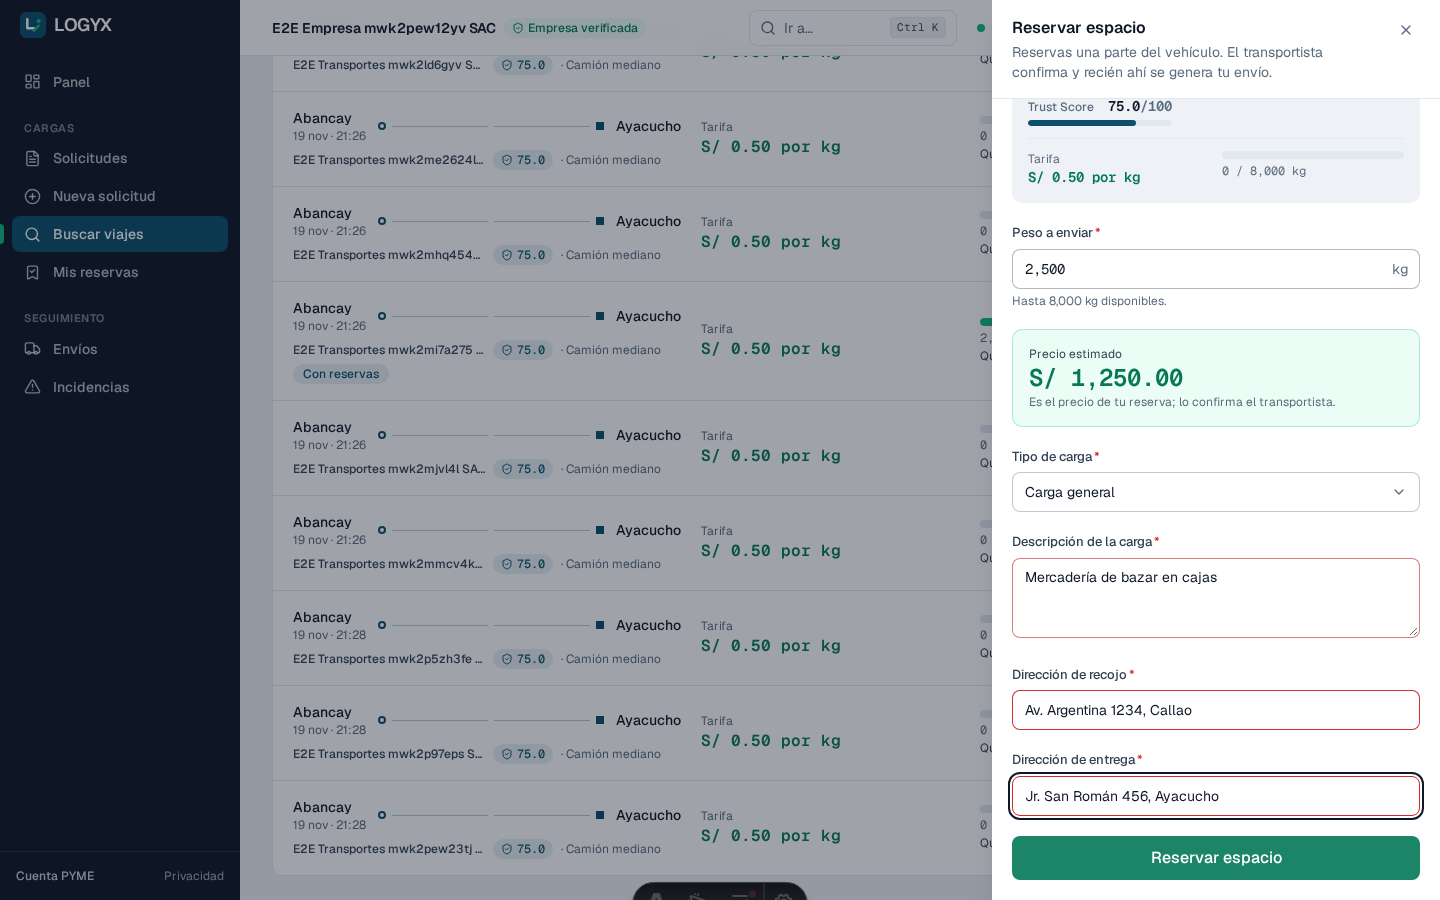 LOGYX
Panel
CARGAS
Solicitudes
Nueva solicitud
Buscar viajes
Mis reservas
SEGUIMIENTO
Envíos
Incidencias
Cuenta PYME
Privacidad
E2E Empresa mwk2pew12yv SAC
Empresa verificada
Ir a...
Ctrl K
E2E Transportes mwk2ld6gyv S...
75.0
· Camión mediano
Abancay
19 nov · 21:26
Ayacucho
E2E Transportes mwk2me2624l...
75.0
· Camión mediano
Tarifa
S/ 0.50 por kg
0
Abancay
19 nov · 21:26
Ayacucho
E2E Transportes mwk2mhq454...
75.0
· Camión mediano
Tarifa
S/ 0.50 por kg
0
Abancay
19 nov · 21:26
Ayacucho
E2E Transportes mwk2mi7a275 ...
75.0
· Camión mediano
Con reservas
Tarifa
S/ 0.50 por kg
2,
Abancay
19 nov · 21:26
Ayacucho
E2E Transportes mwk2mjvl4l SA...
75.0
· Camión mediano
Tarifa
S/ 0.50 por kg
0
Abancay
19 nov · 21:26
Ayacucho
E2E Transportes mwk2mmcv4k...
75.0
· Camión mediano
Tarifa
S/ 0.50 por kg
0
Abancay
19 nov · 21:28
Ayacucho
E2E Transportes mwk2p5zh3fe ...
75.0
· Camión mediano
Tarifa
S/ 0.50 por kg
0
Abancay
19 nov · 21:28
Ayacucho
E2E Transportes mwk2p97eps S...
75.0
· Camión mediano
Tarifa
S/ 0.50 por kg
0
Abancay
19 nov · 21:28
Ayacucho
E2E Transportes mwk2pew23tj ...
75.0
· Camión mediano
Tarifa
S/ 0.50 por kg
0
Reservar espacio
Reservas una parte del vehículo. El transportista
confirma y recién ahí se genera tu envío.
Trust Score 75.0/100
Tarifa
S/ 0.50 por kg
0 / 8,000 kg
Peso a enviar *
2,500 kg
Hasta 8,000 kg disponibles.
Precio estimado
S/ 1,250.00
Es el precio de tu reserva; lo confirma el transportista.
Tipo de carga *
Carga general
Descripción de la carga *
Mercadería de bazar en cajas
Dirección de recojo *
Av. Argentina 1234, Callao
Dirección de entrega *
Jr. San Román 456, Ayacucho
Reservar espacio